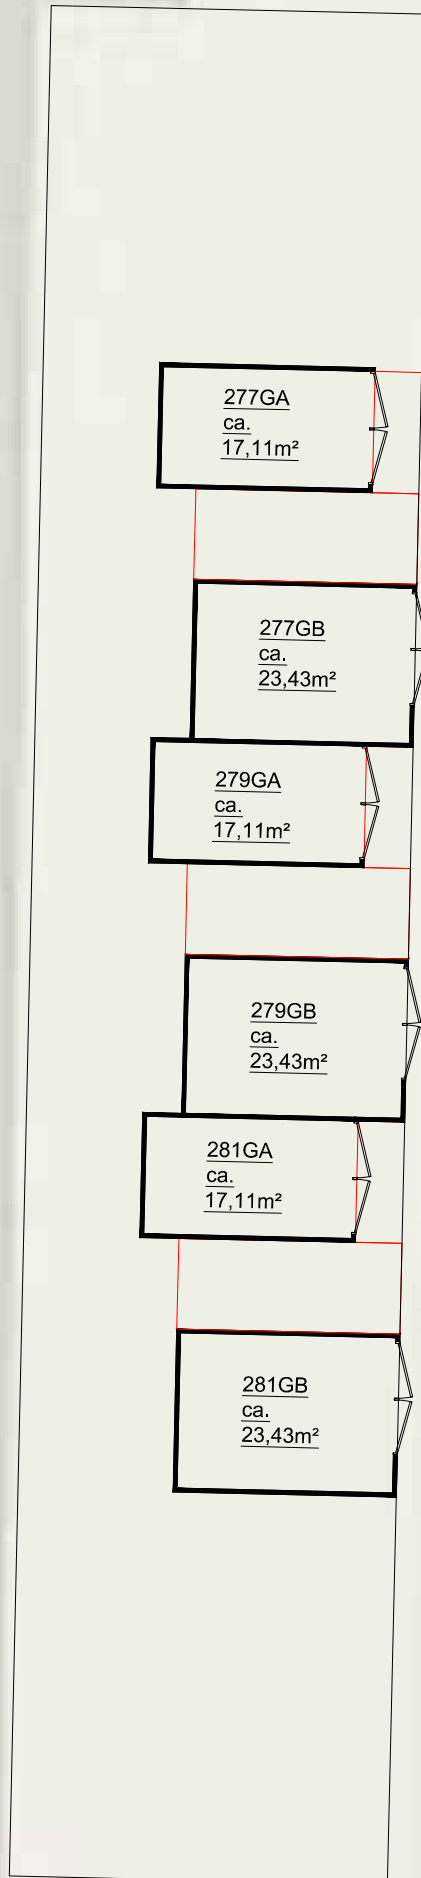 277GA
ca.
17,11m²
277GB
ca.
23,43m²
279GA
ca.
17,11m²
279GB
ca.
23,43m²
281GA
ca.
17,11m²
281GB
ca.
23,43m²